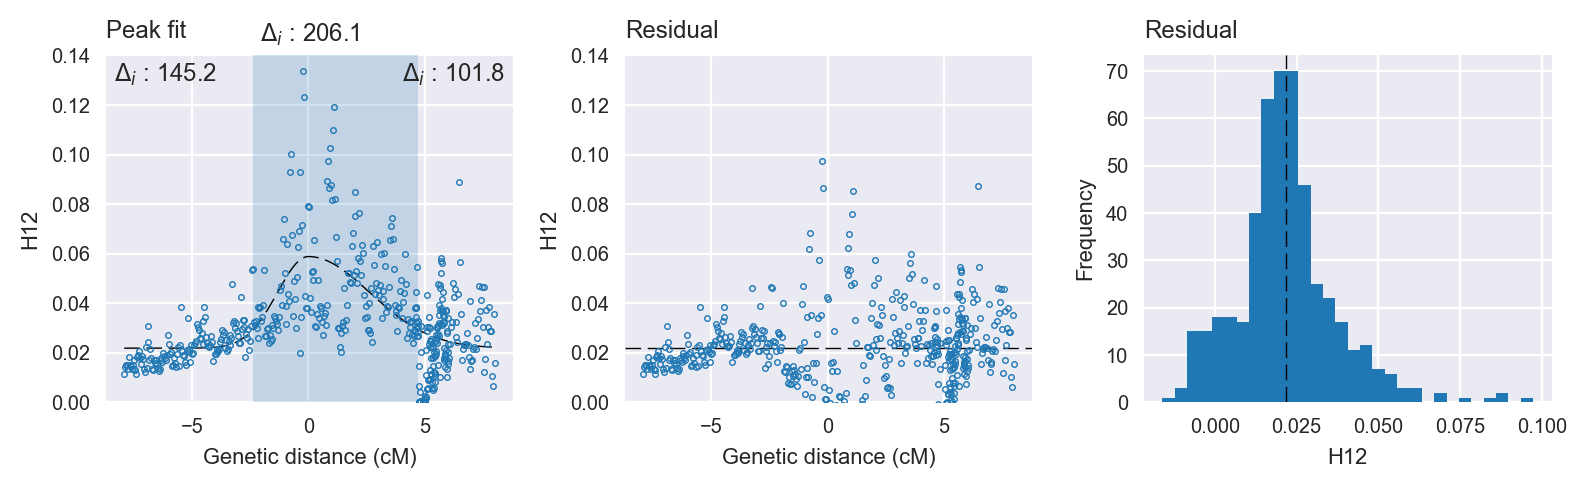 Peak fit
Δi : 206.1
Δi : 145.2
Δi : 101.8
H12
0.14
0.12
0.10
0.08
0.06
0.04
0.02
0.00
−5
0
5
Genetic distance (cM)
Residual
H12
0.14
0.12
0.10
0.08
0.06
0.04
0.02
0.00
−5
0
5
Genetic distance (cM)
Residual
Frequency
70
60
50
40
30
20
10
0
0.000
0.025
0.050
0.075
0.100
H12